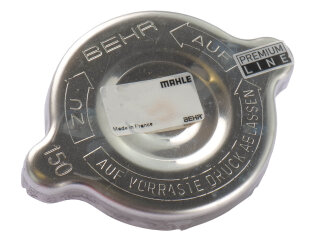 BEHR
AUF
PREMIUM
LINE
ZU
MAHLE
Made in France
BEHR
150
AUF VORRASTE DRUCK ABLASSEN